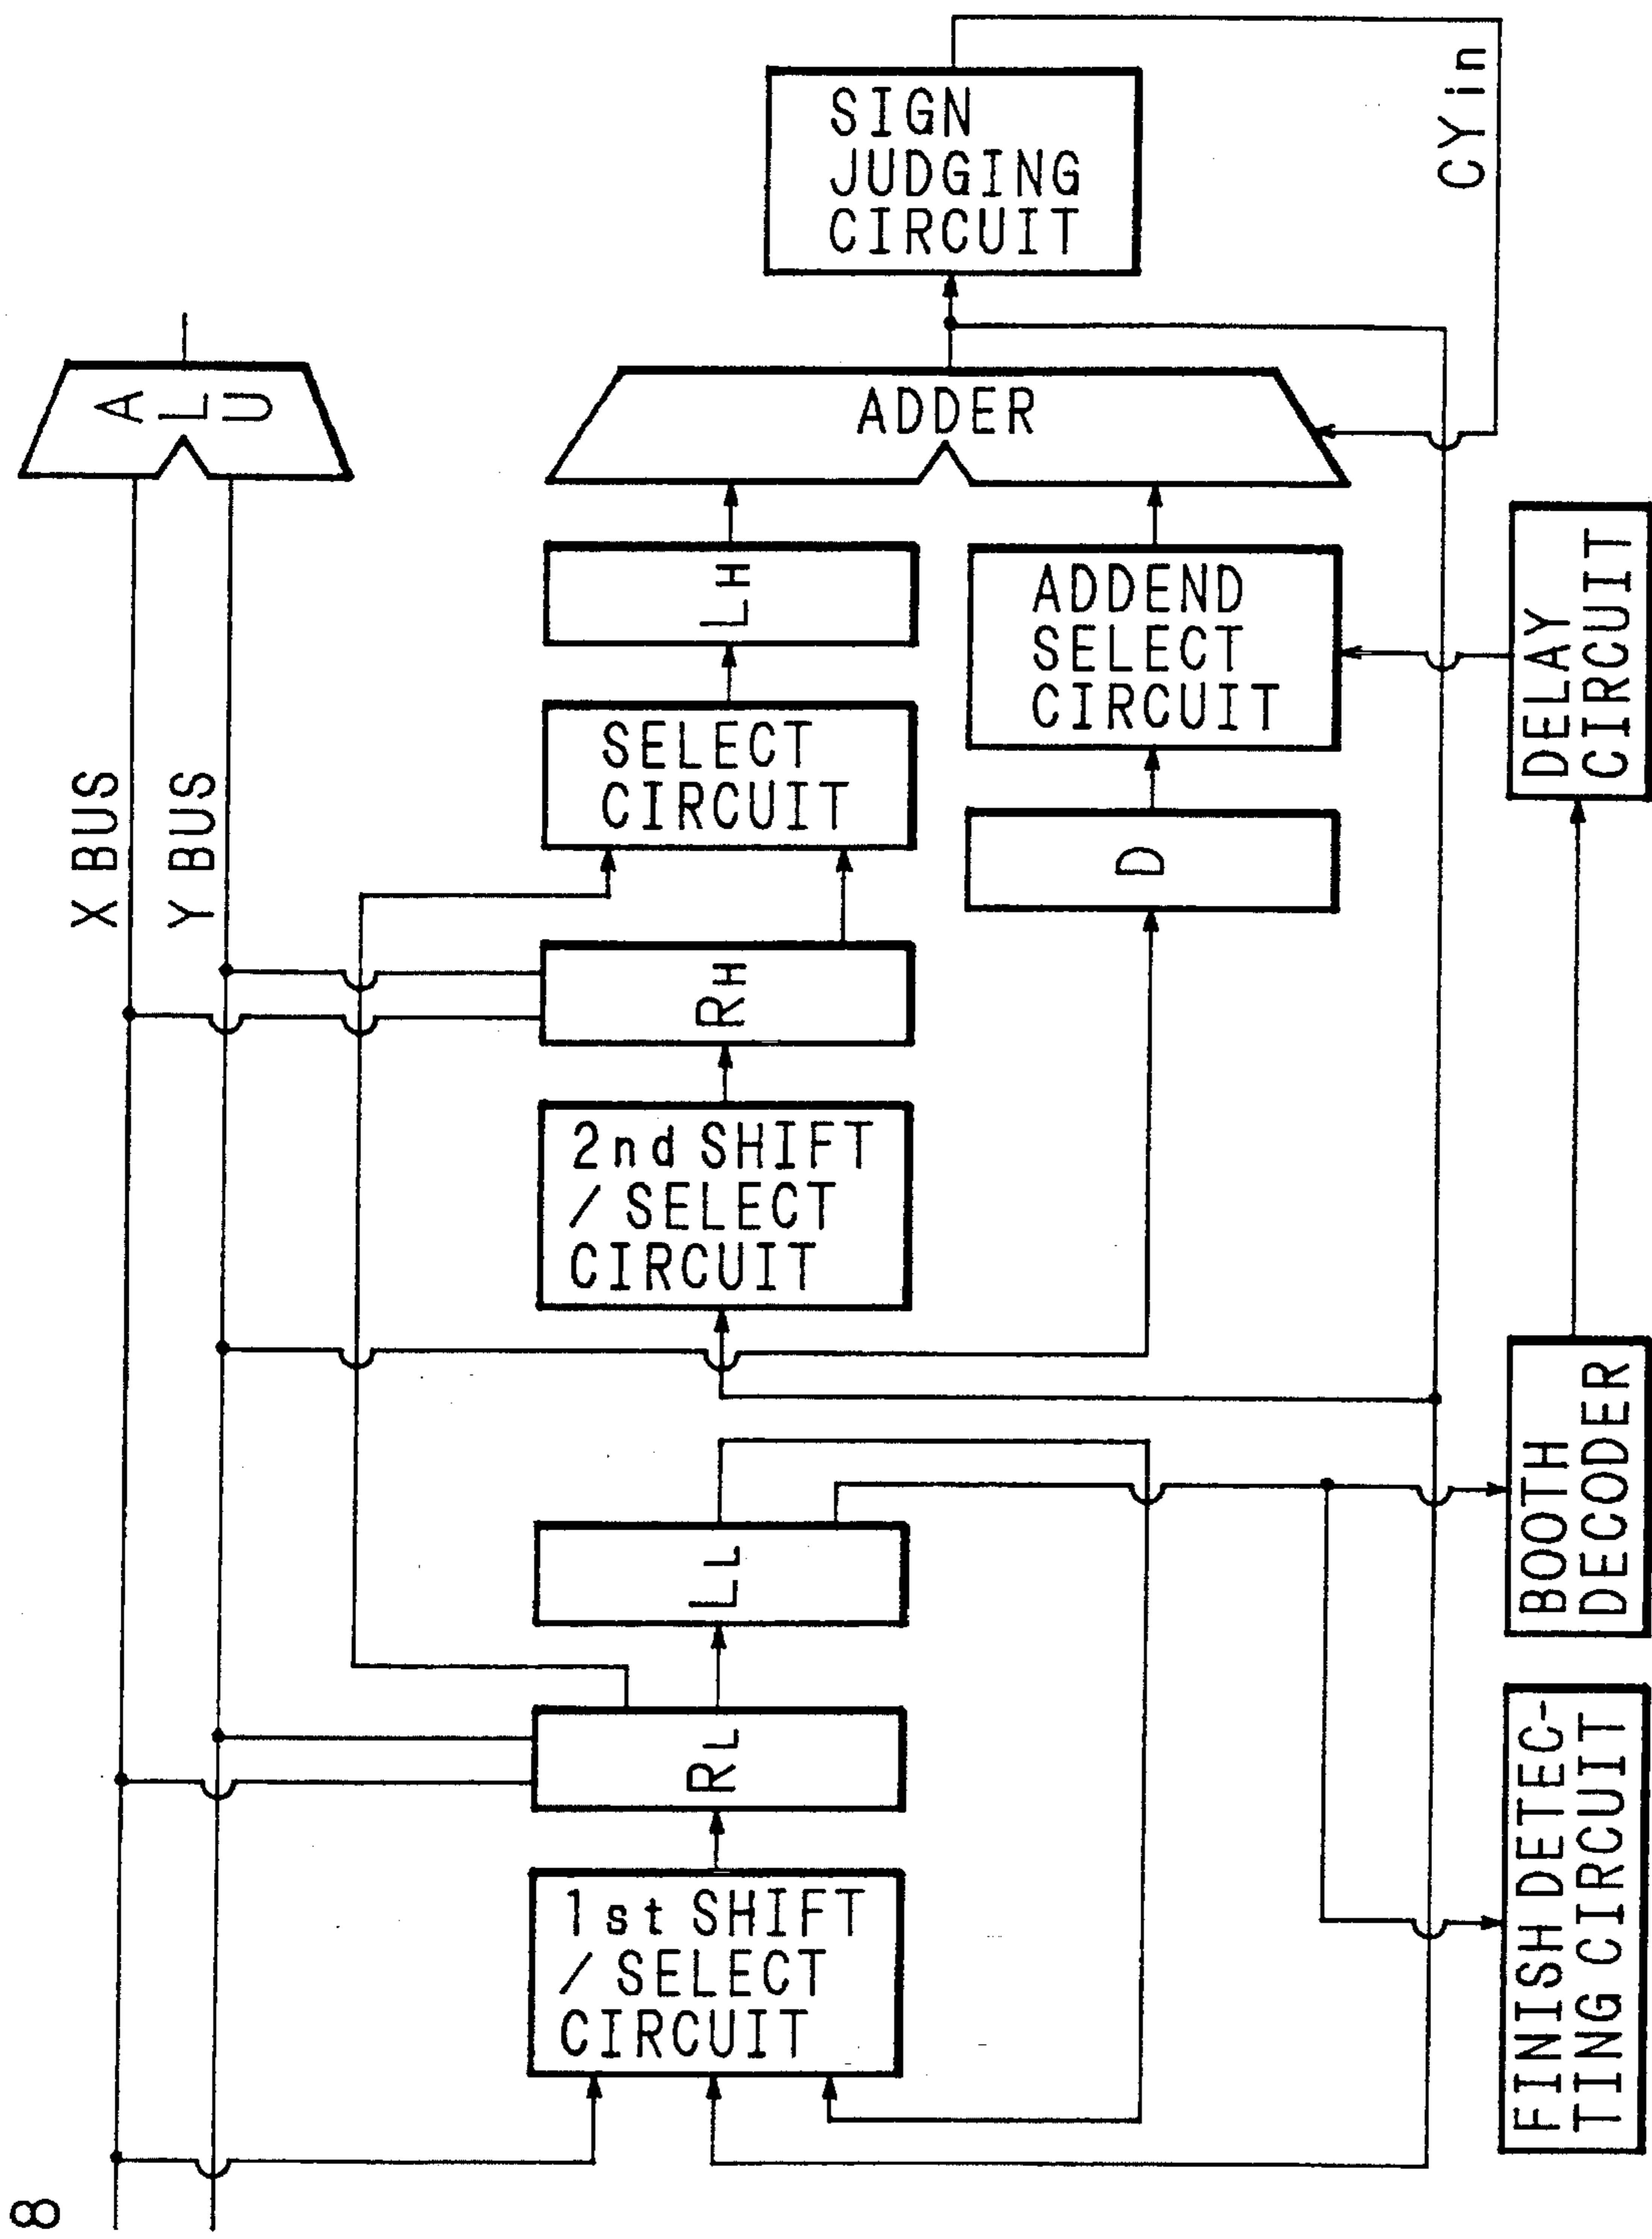 8
X BUS
Y BUS
A
L
U
1st SHIFT
/ SELECT
CIRCUIT
RL
LL
2nd SHIFT
/ SELECT
CIRCUIT
RH
SELECT
CIRCUIT
LH
D
ADDEND
SELECT
CIRCUIT
ADDER
SIGN
JUDGING
CIRCUIT
CYin
FINISH DETEC-
TING CIRCUIT
BOOTH
DECODER
DELAY
CIRCUIT